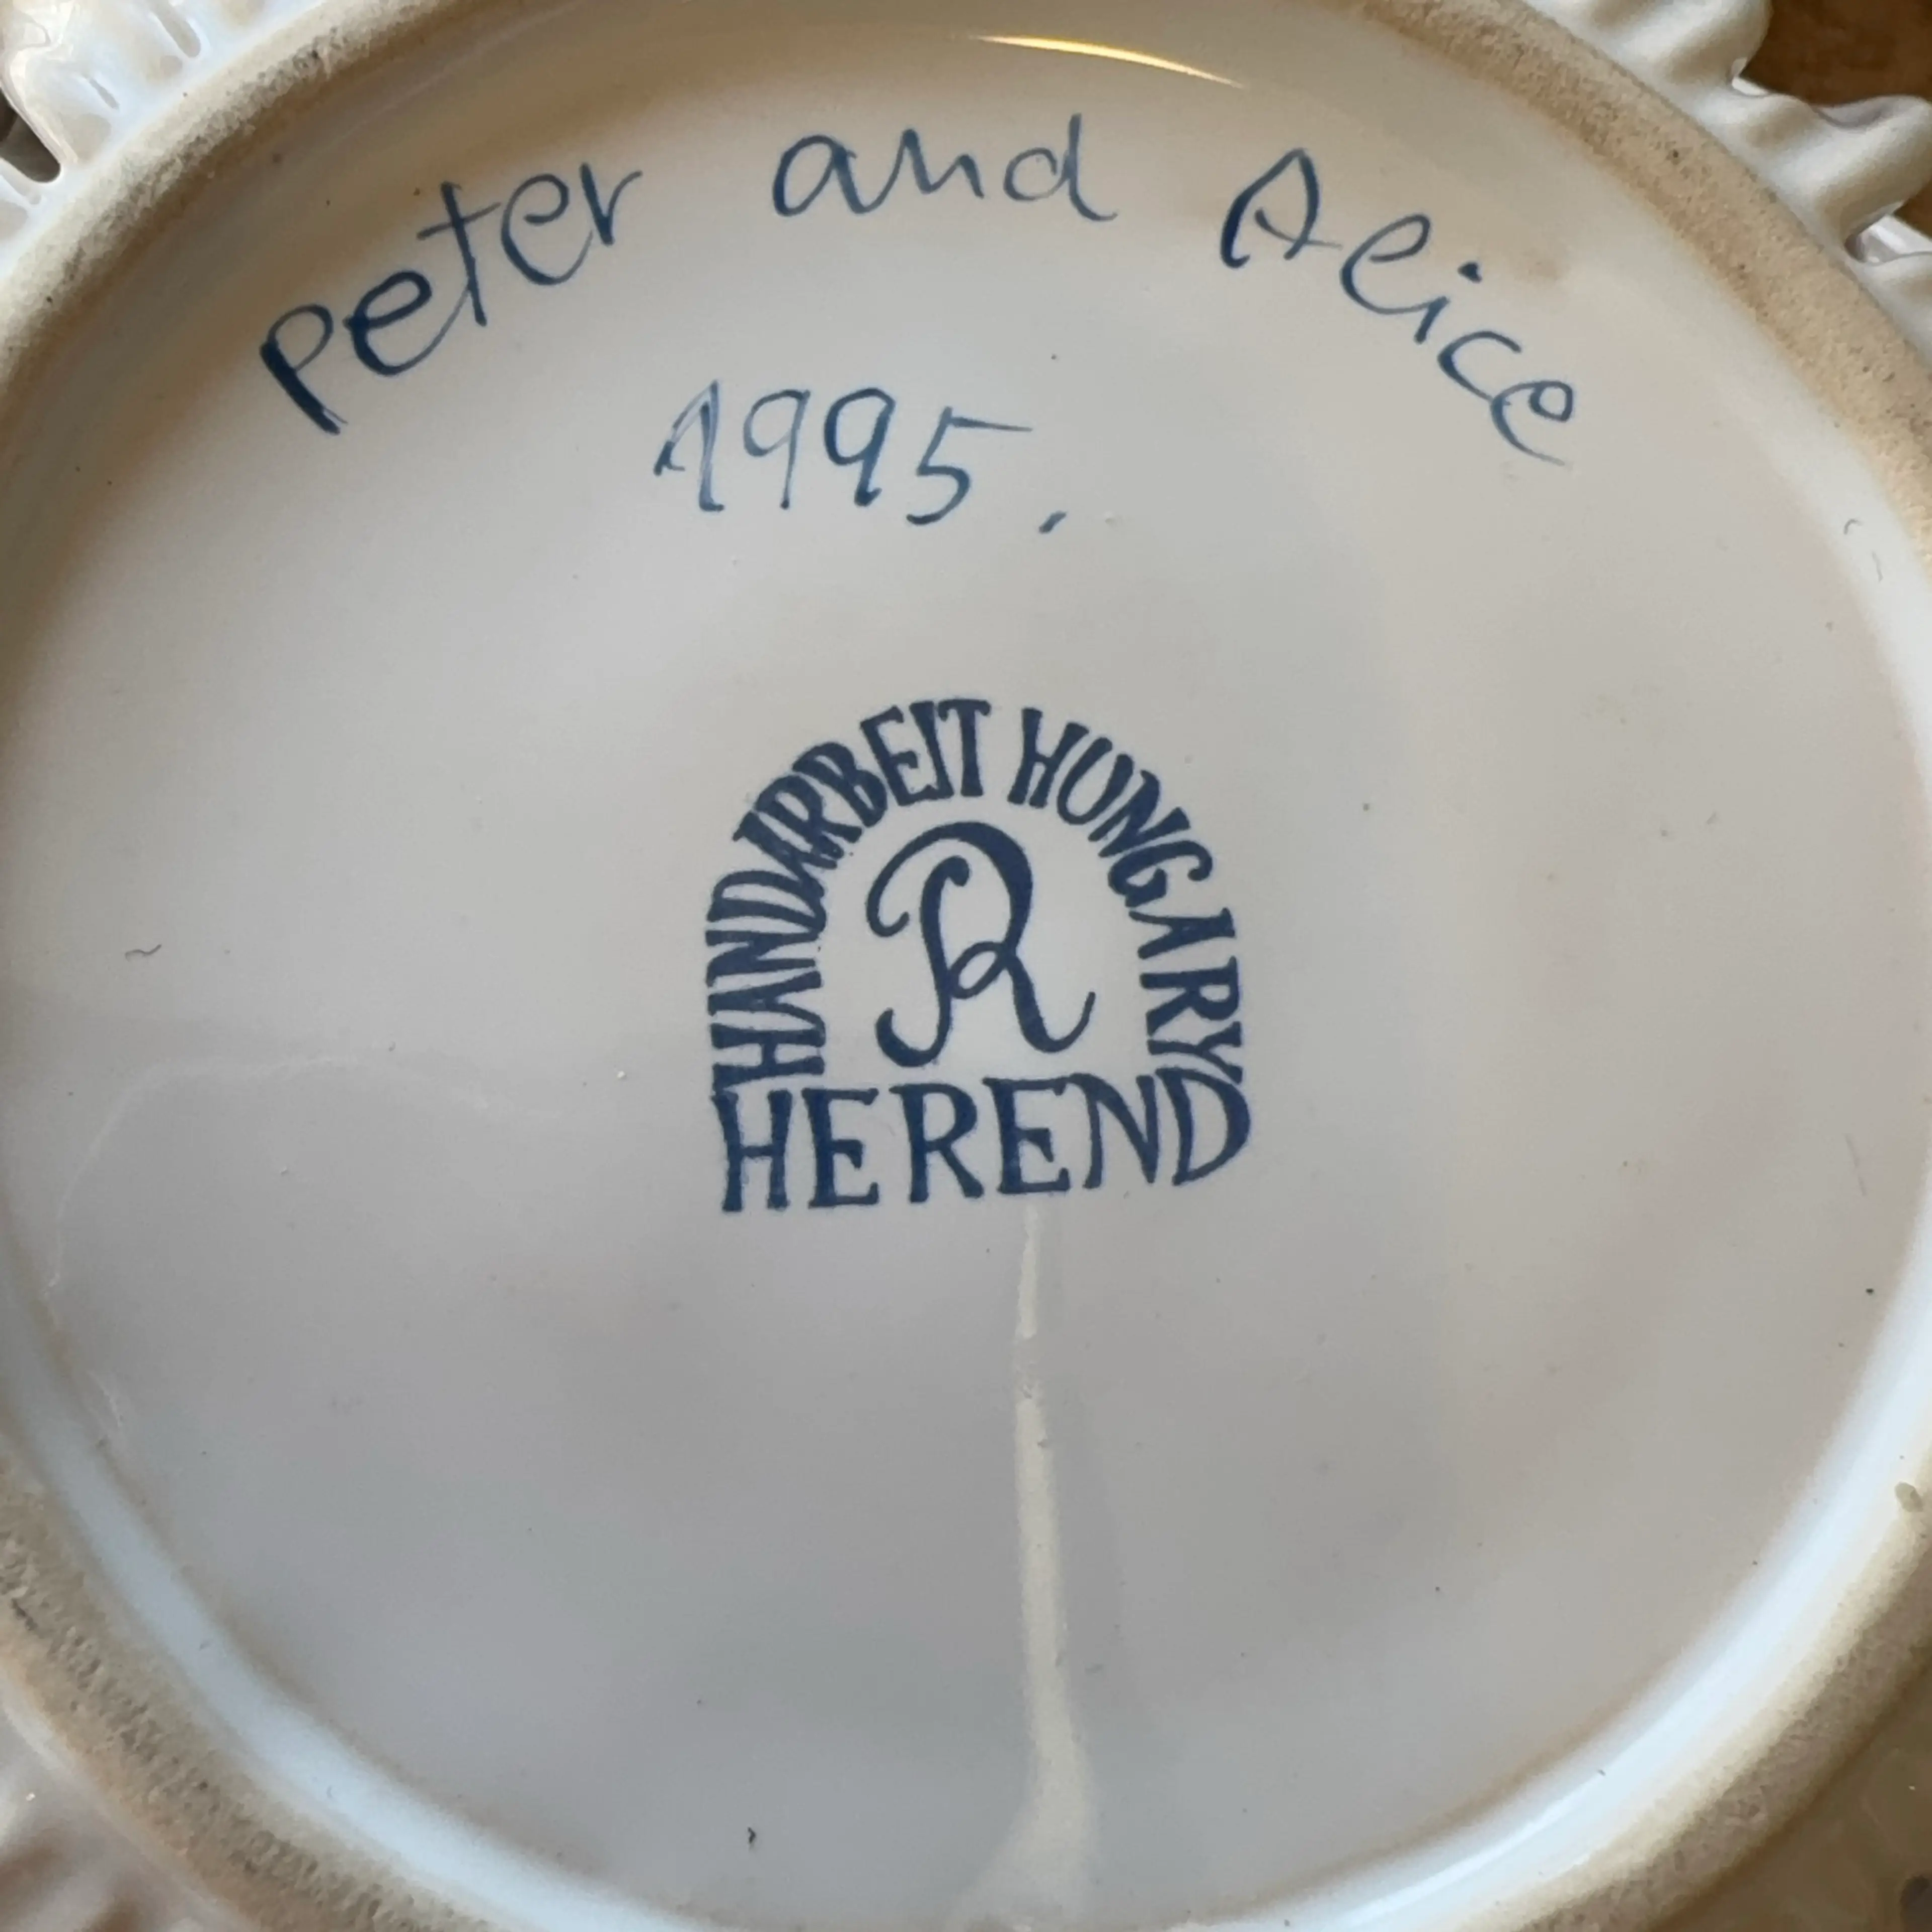 Peter and Alice
1995.
HANDARBEIT HUNGARY
R
HEREND